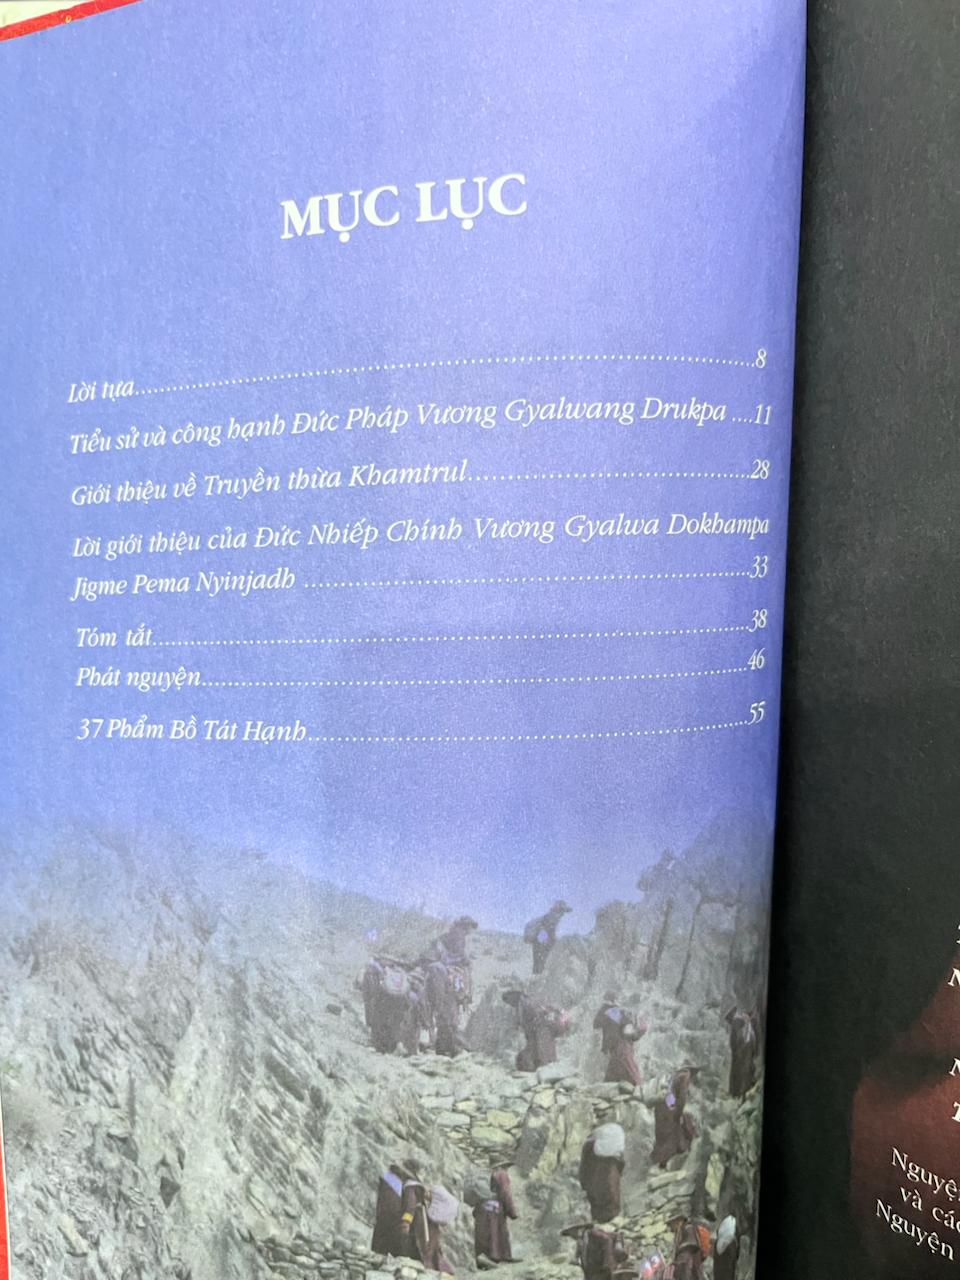 MỤC LỤC
Lời tựa..........8
Tiểu sử và công hạnh Đức Pháp Vương Gyalwang Drukpa ....11
Giới thiệu về Truyền thừa Khamtrul..........28
Lời giới thiệu của Đức Nhiếp Chính Vương Gyalwa Dokhampa
Jigme Pema Nyinjadh ..........33
Tóm tắt..........38
Phát nguyện..........46
37 Phẩm Bồ Tát Hạnh..........55
và
Nguyện